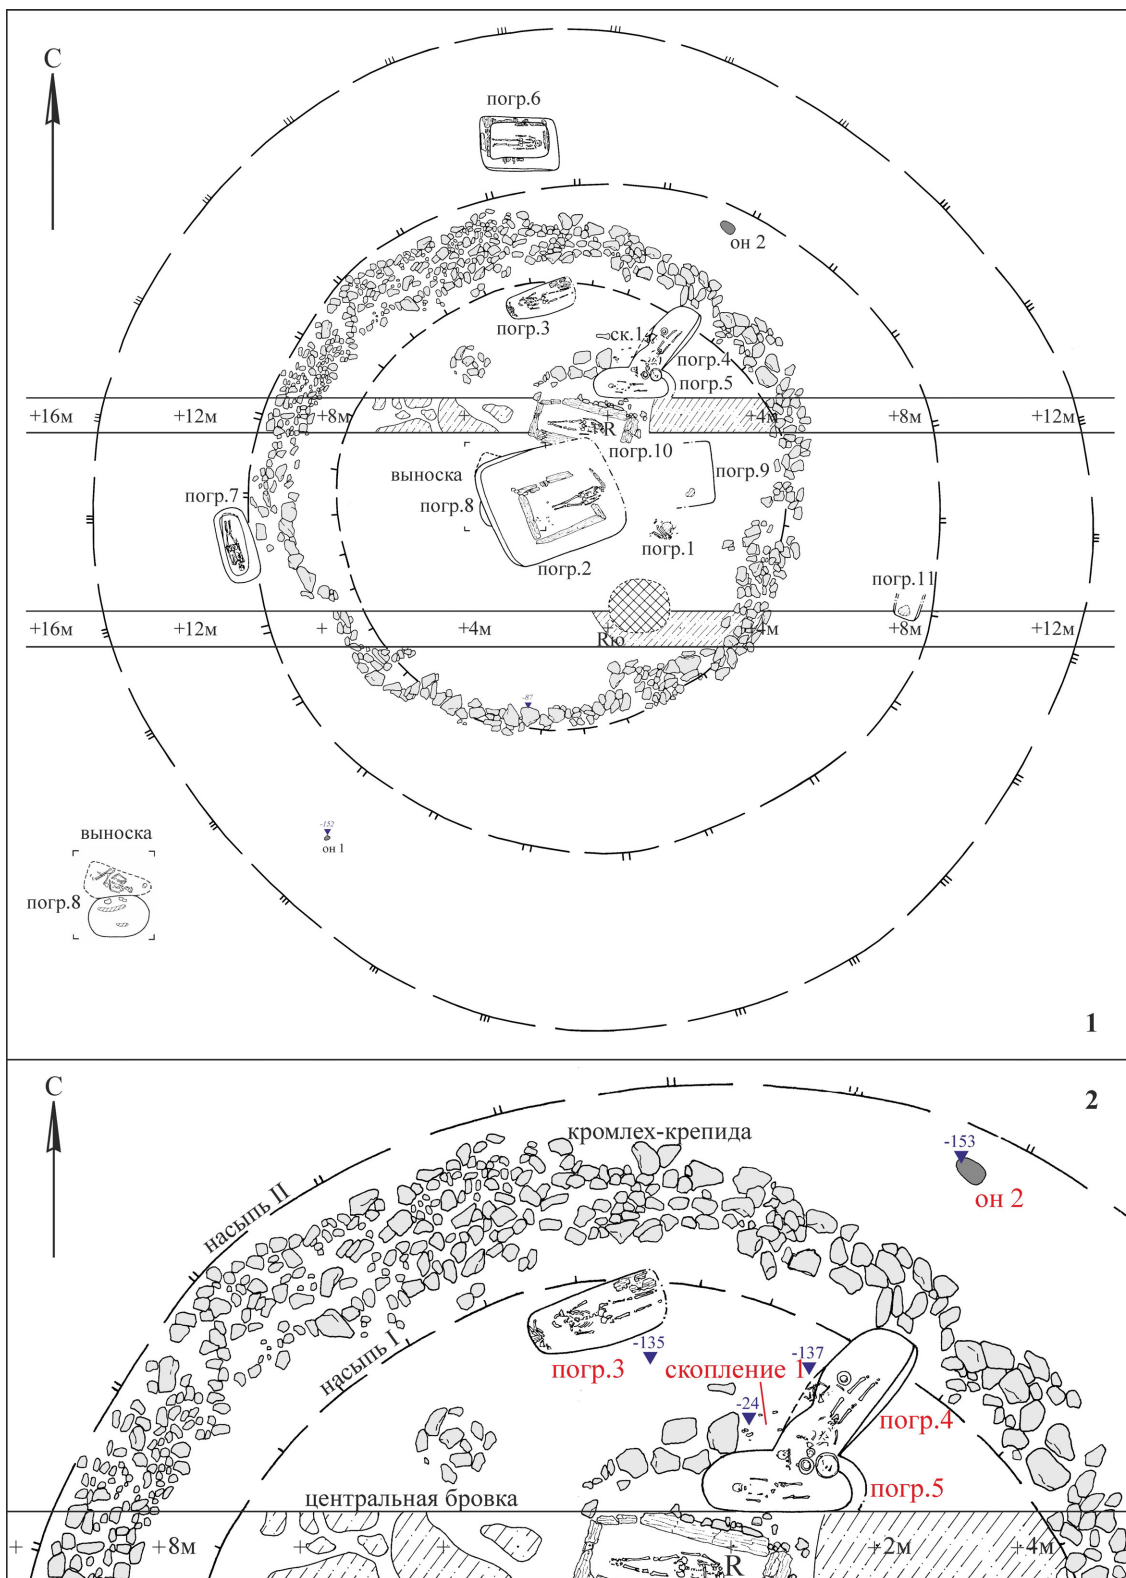 С
погр.6
он 2
погр.3
ск.1
погр.4
погр.5
+16м
+12м
+8м
+
+R
+4м
+8м
+12м
погр.10
выноска
погр.9
погр.7
погр.8
погр.1
погр.2
погр.11
+16м
+12м
+
+4м
+
Rю
+4м
+8м
+12м
-87
-152
он 1
выноска
погр.8
1
С
2
кромлех-крепида
-153
он 2
насыпь II
насыпь I
-135
погр.3
скопление 1
-137
-24
погр.4
погр.5
центральная бровка
+
+8м
+
+
+
R
+2м
+4м